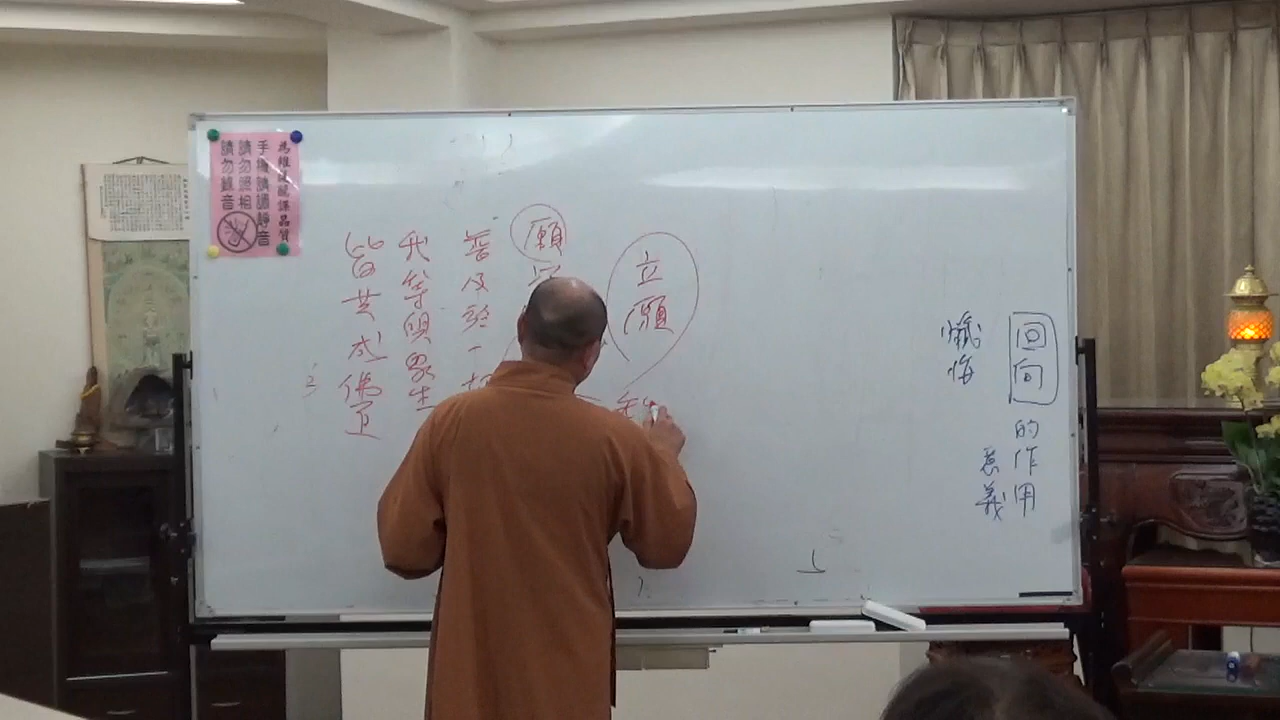 為維護聽課品質
手機請調靜音
請勿照相
請勿錄音
回向的作用
意義
懺悔
立願
願
普及於一切
我等與眾生
皆共成佛道